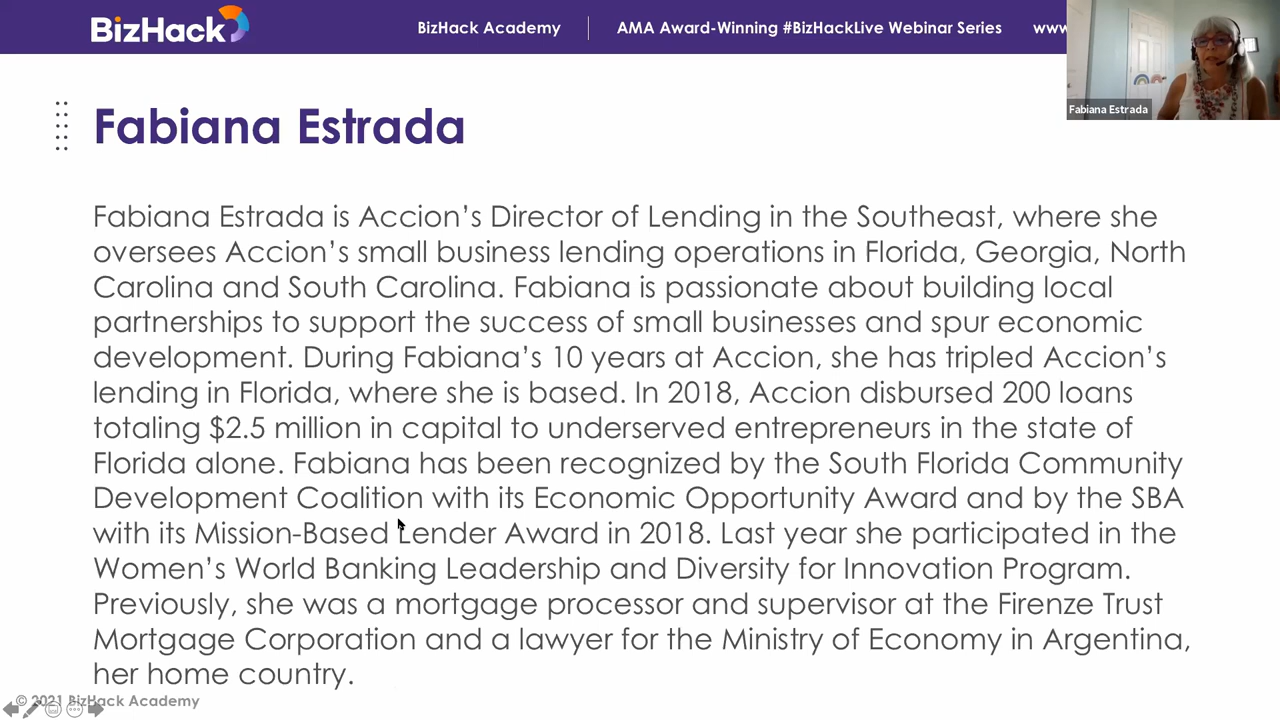 BizHack
BizHack Academy
AMA Award-Winning #BizHackLive Webinar Series
www
Fabiana Estrada
Fabiana Estrada
Fabiana Estrada is Accion’s Director of Lending in the Southeast, where she
oversees Accion’s small business lending operations in Florida, Georgia, North
Carolina and South Carolina. Fabiana is passionate about building local
partnerships to support the success of small businesses and spur economic
development. During Fabiana’s 10 years at Accion, she has tripled Accion’s
lending in Florida, where she is based. In 2018, Accion disbursed 200 loans
totaling $2.5 million in capital to underserved entrepreneurs in the state of
Florida alone. Fabiana has been recognized by the South Florida Community
Development Coalition with its Economic Opportunity Award and by the SBA
with its Mission-Based Lender Award in 2018. Last year she participated in the
Women’s World Banking Leadership and Diversity for Innovation Program.
Previously, she was a mortgage processor and supervisor at the Firenze Trust
Mortgage Corporation and a lawyer for the Ministry of Economy in Argentina,
her home country.
© 2021 BizHack Academy